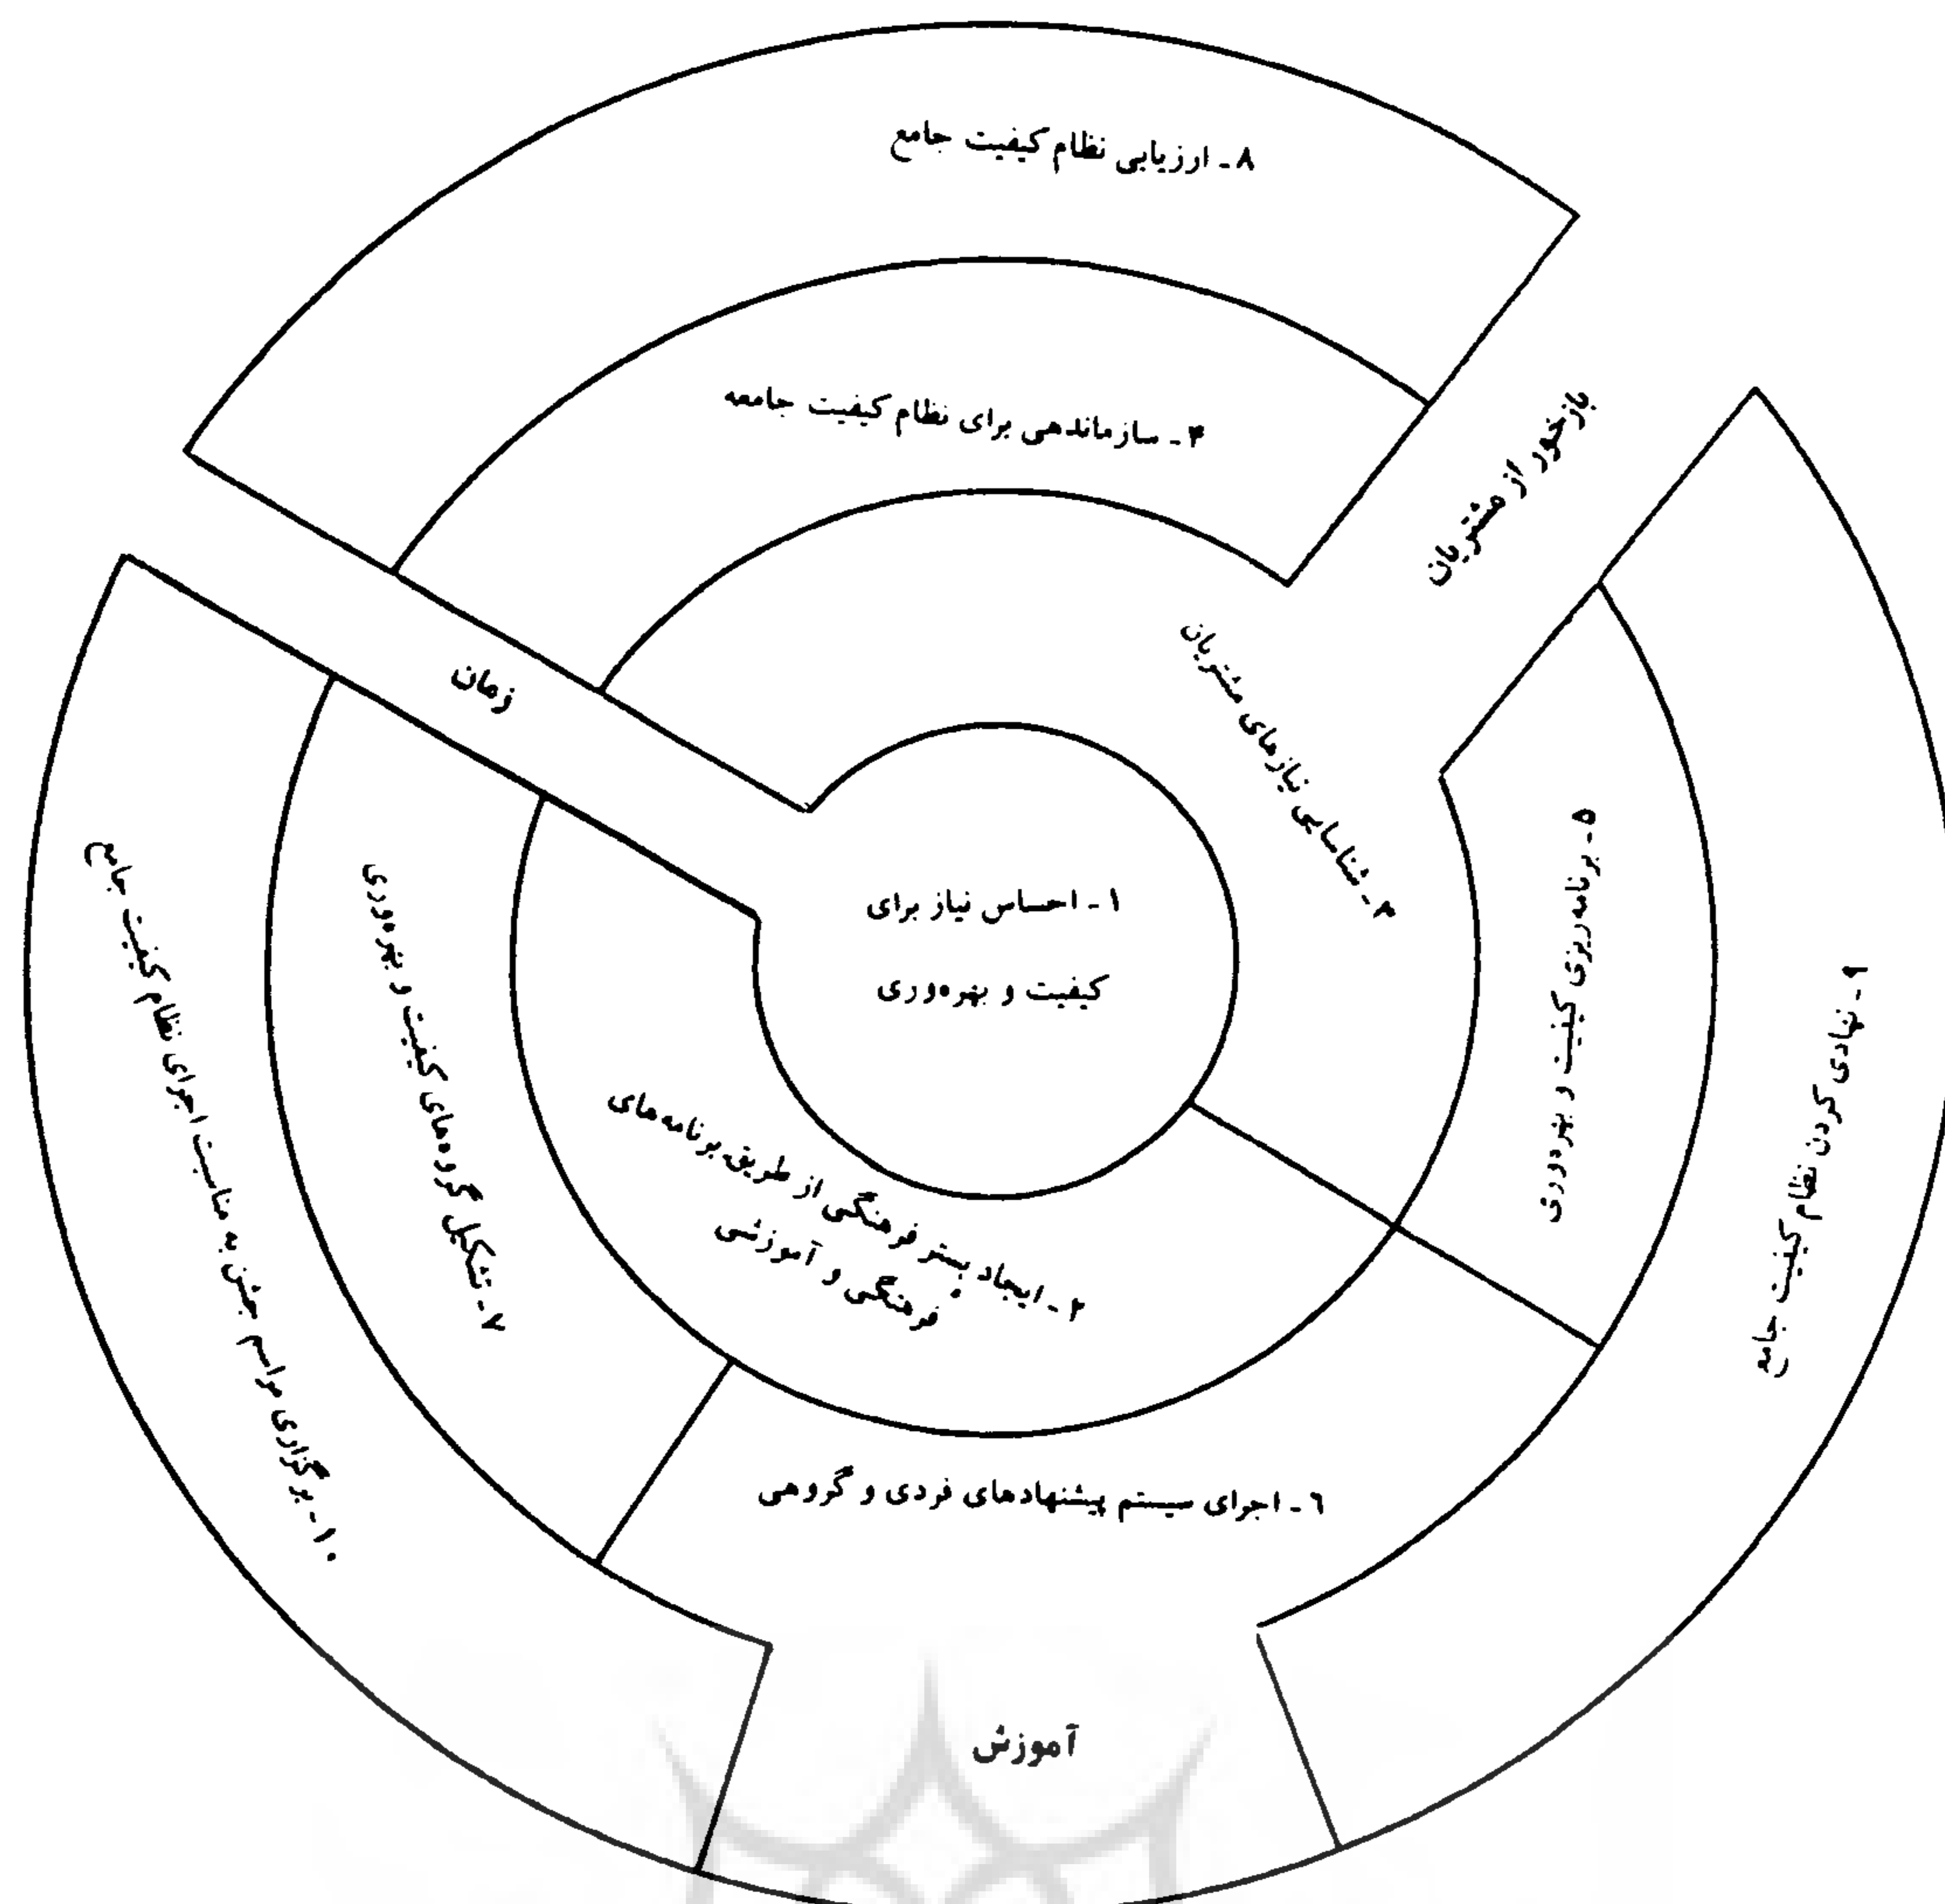 ۸ ـ ارزیابی نظام کیفیت جامع
۴ ـ سازماندهی برای نظام کیفیت جامعه
بازخور از مشتریان
زمان
۳ ـ شناسایی نیازهای مشتریان
۱ ـ احساس نیاز برای
کیفیت و بهره‌وری
۵ ـ برنامه‌ریزی کیفیت و بهره‌وری
۹ ـ نهادی کردن نظام کیفیت جامع
۲ ـ ایجاد بستر فرهنگی از طریق برنامه‌های
فرهنگی و آموزشی
۷ ـ تشکیل گروه‌های کیفیت و بهره‌وری
۱۰ ـ برگزاری مراسم جشن به مناسبت اجرای نظام کیفیت جامع
٦ ـ اجرای سیستم پیشنهادهای فردی و گروهی
آموزش